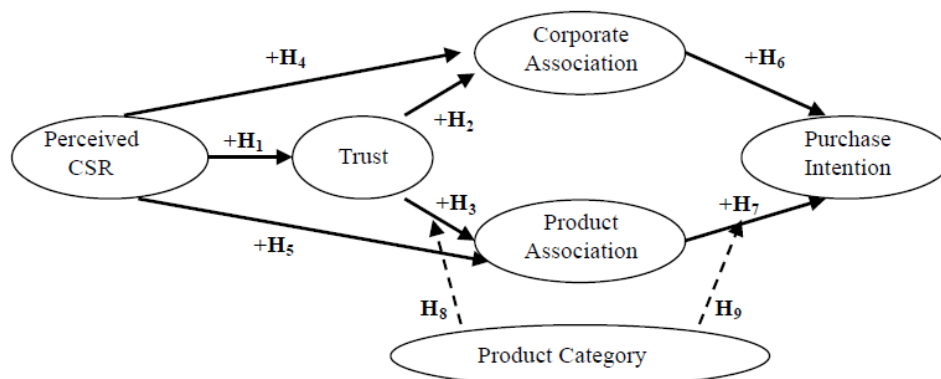 Corporate
Association
+H₄
+H₆
+H₂
Perceived
CSR
+H₁
Trust
Purchase
Intention
+H₃
+H₇
+H₅
Product
Association
H₈
H₉
Product Category